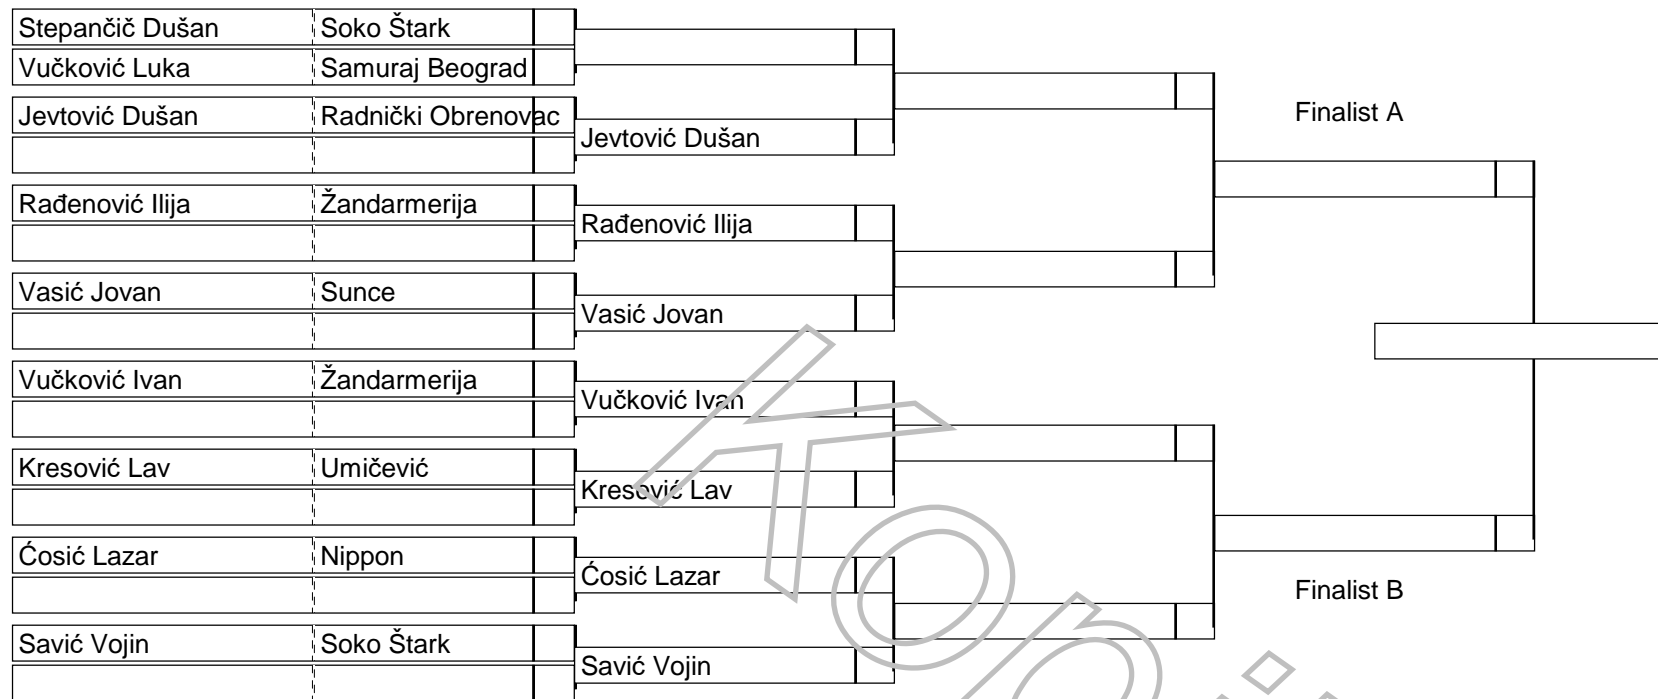 Stepančič Dušan Soko Štark
Vučković Luka Samuraj Beograd
Jevtović Dušan Radnički Obrenovac
Finalist A
Jevtović Dušan
Rađenović Ilija Žandarmerija
Rađenović Ilija
Vasić Jovan Sunce
Vasić Jovan
Vučković Ivan Žandarmerija
Vučković Ivan
Kresović Lav Umičević
Kresović Lav
Ćosić Lazar Nippon
Ćosić Lazar
Finalist B
Savić Vojin Soko Štark
Savić Vojin